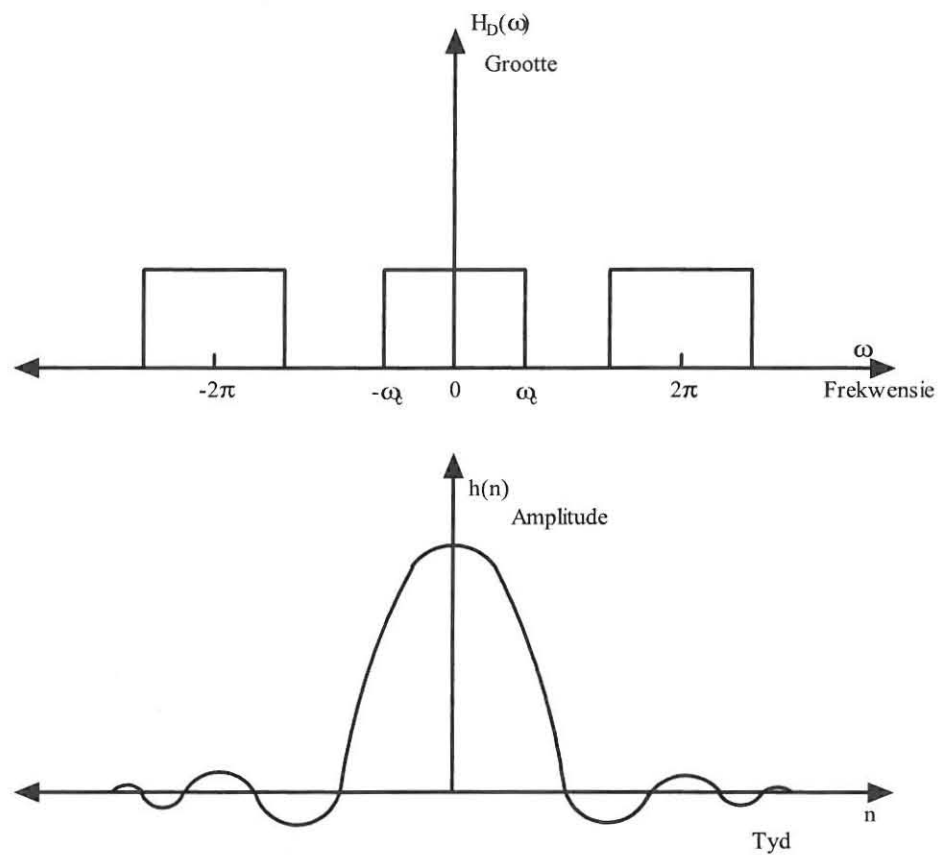 H_D(ω)
Grootte
ω
-2π -ω_c 0 ω_c 2π Frekwensie
h(n)
Amplitude
n
Tyd